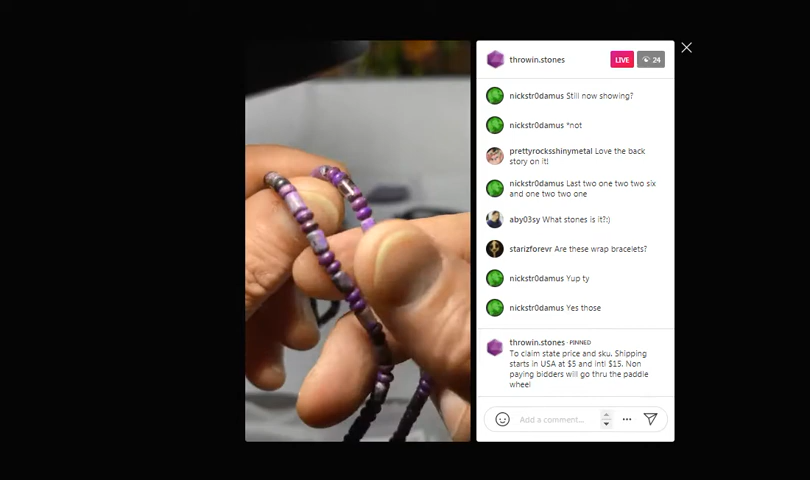 throwin.stones LIVE 24
nickstr0damus Still now showing?
nickstr0damus *not
prettyrocksshinymetal Love the back
story on it!
nickstr0damus Last two one two two six
and one two two one
aby03sy What stones is it?:)
starizforevr Are these wrap bracelets?
nickstr0damus Yup ty
nickstr0damus Yes those
throwin.stones · PINNED
To claim state price and sku. Shipping
starts in USA at $5 and intl $15. Non
paying bidders will go thru the paddle
wheel
Add a comment...